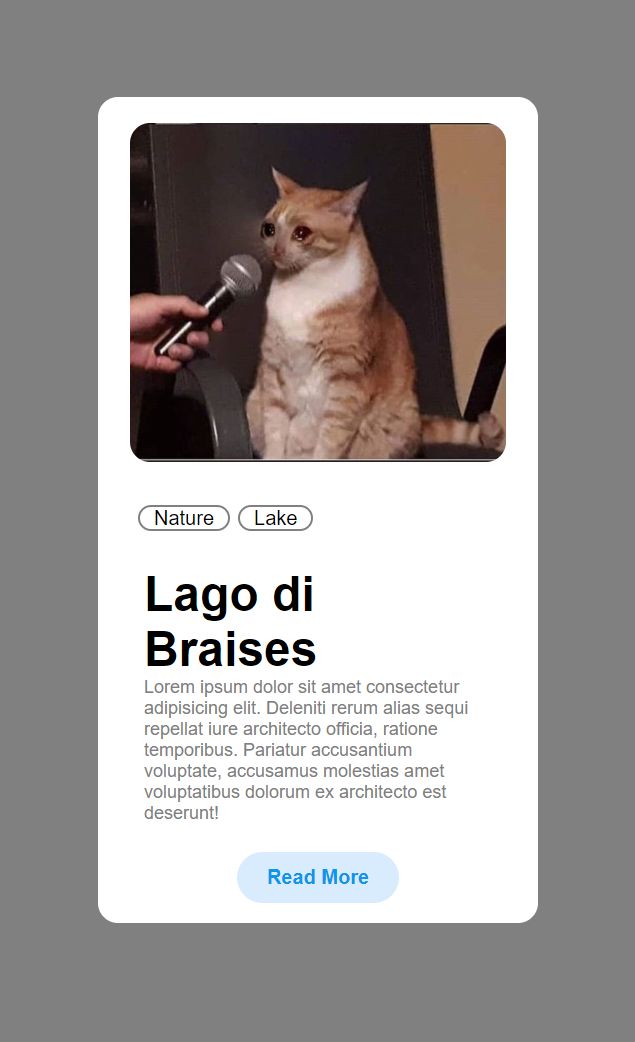 Nature Lake
Lago di
Braises
Lorem ipsum dolor sit amet consectetur
adipisicing elit. Deleniti rerum alias sequi
repellat iure architecto officia, ratione
temporibus. Pariatur accusantium
voluptate, accusamus molestias amet
voluptatibus dolorum ex architecto est
deserunt!
Read More